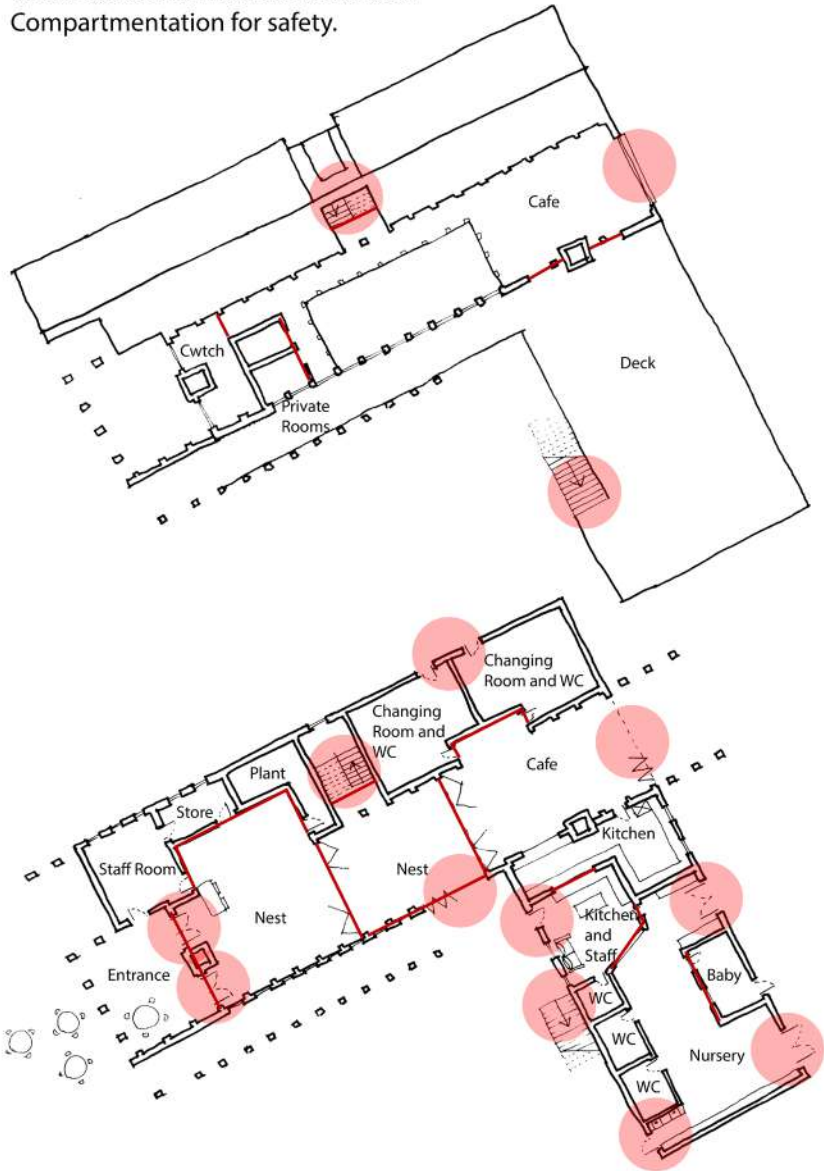 Compartmentation for safety.
Cafe
Cwtch
Deck
Private
Rooms
Changing
Room and WC
Changing
Room and
WC
Plant
Cafe
Store
Kitchen
Staff Room
Nest
Nest
Kitchen
and
Staff
Entrance
Baby
WC
WC
Nursery
WC